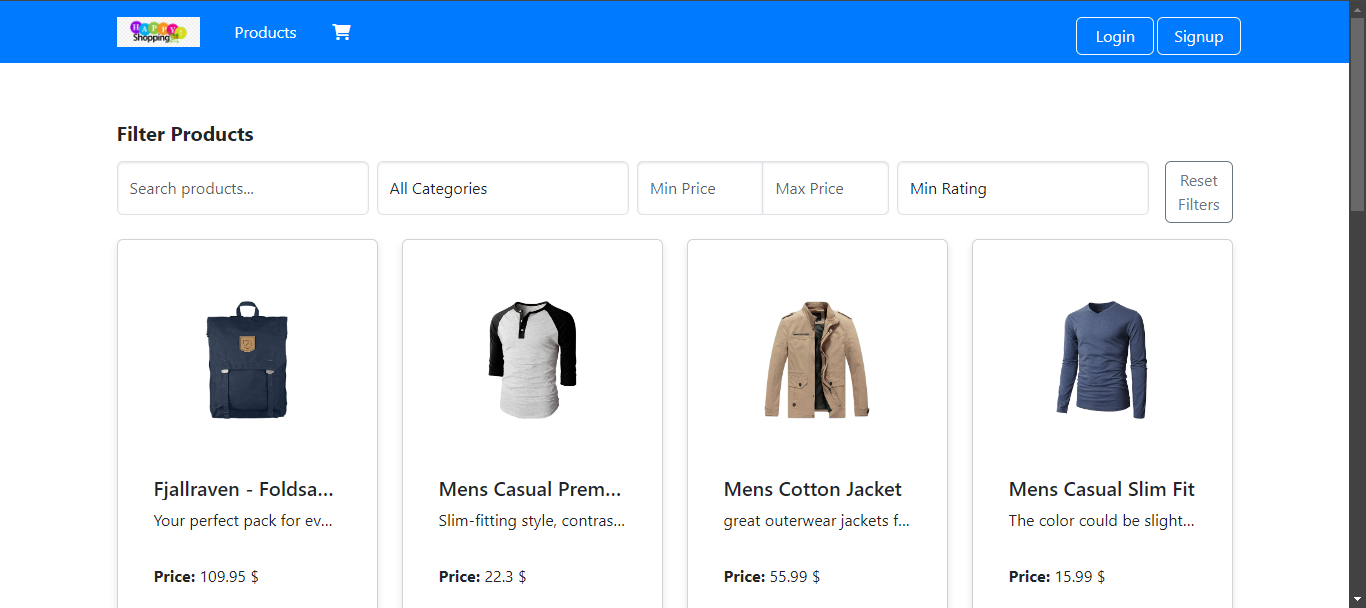 HAPPY
Shopping
Products
Login
Signup
Filter Products
Search products...
All Categories
Min Price
Max Price
Min Rating
Reset
Filters
Fjallraven - Foldsa...
Mens Casual Prem...
Mens Cotton Jacket
Mens Casual Slim Fit
Your perfect pack for ev...
Slim-fitting style, contras...
great outerwear jackets f...
The color could be slight...
Price: 109.95 $
Price: 22.3 $
Price: 55.99 $
Price: 15.99 $